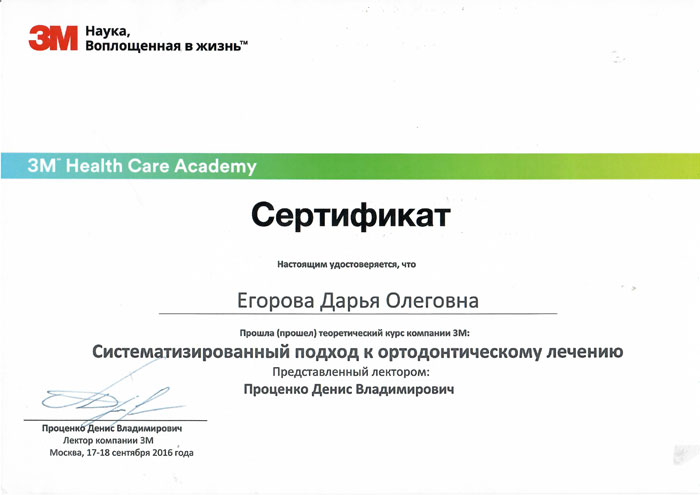 3M
Наука,
Воплощенная в жизнь™
3M™ Health Care Academy
Сертификат
Настоящим удостоверяется, что
Егорова Дарья Олеговна
Прошла (прошел) теоретический курс компании 3М:
Систематизированный подход к ортодонтическому лечению
Представленный лектором:
Проценко Денис Владимирович
Проценко Денис Владимирович
Лектор компании 3М
Москва, 17-18 сентября 2016 года